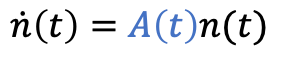 ṅ(t) = A(t)n(t)